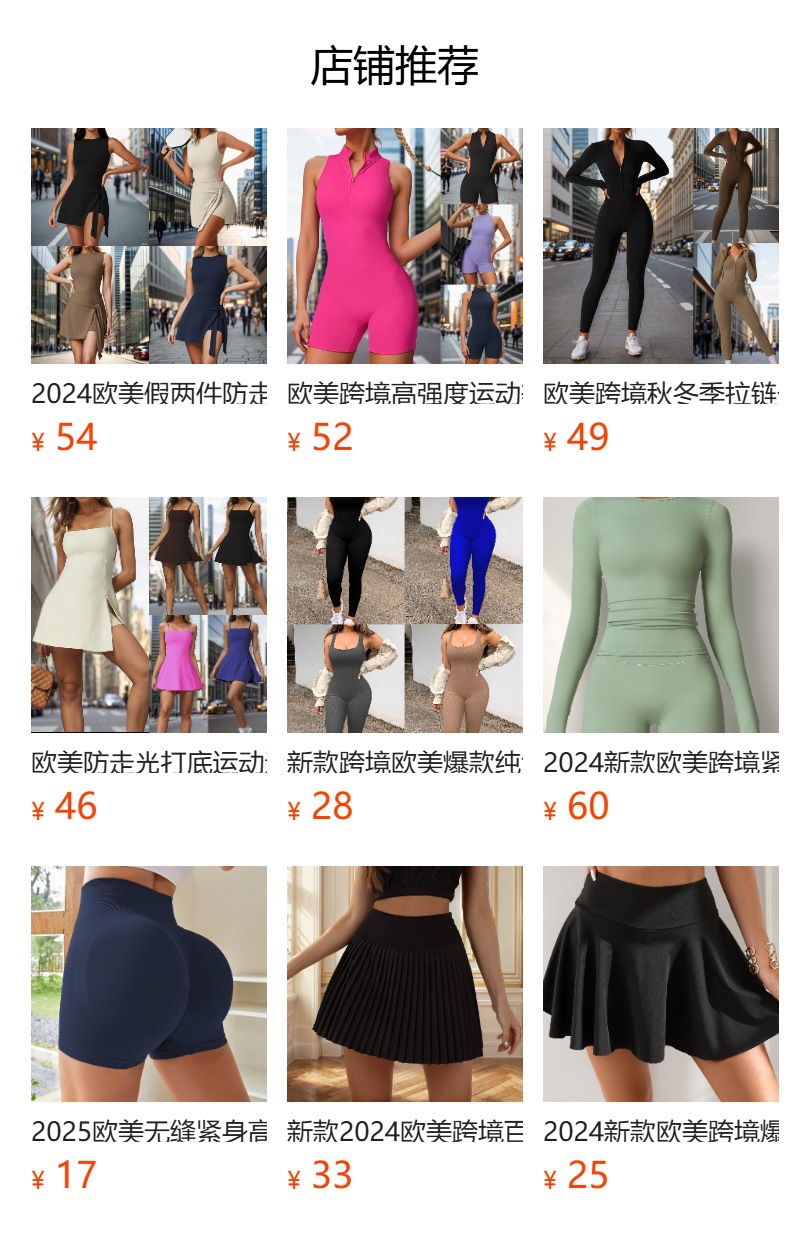 店铺推荐
2024欧美假两件防走
欧美跨境高强度运动
欧美跨境秋冬季拉链
¥ 54
¥ 52
¥ 49
欧美防走光打底运动
新款跨境欧美爆款纯
2024新款欧美跨境紧
¥ 46
¥ 28
¥ 60
2025欧美无缝紧身高
新款2024欧美跨境百
2024新款欧美跨境爆
¥ 17
¥ 33
¥ 25